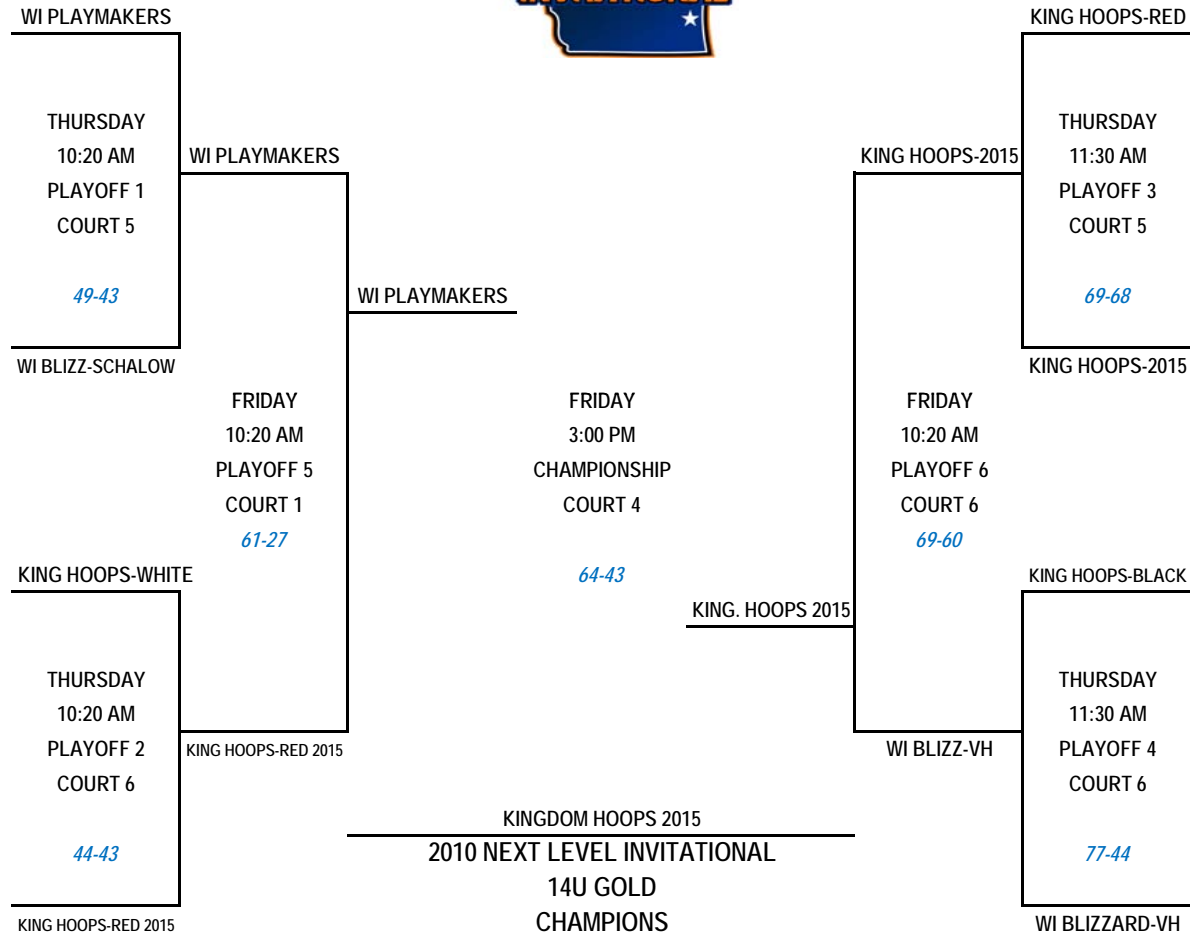 WI PLAYMAKERS
KING HOOPS-RED
THURSDAY
10:20 AM
PLAYOFF 1
COURT 5
49-43
WI PLAYMAKERS
KING HOOPS-2015
THURSDAY
11:30 AM
PLAYOFF 3
COURT 5
69-68
WI PLAYMAKERS
WI BLIZZ-SCHALOW
KING HOOPS-2015
FRIDAY
10:20 AM
PLAYOFF 5
COURT 1
61-27
FRIDAY
3:00 PM
CHAMPIONSHIP
COURT 4
64-43
FRIDAY
10:20 AM
PLAYOFF 6
COURT 6
69-60
KING HOOPS-WHITE
KING HOOPS-BLACK
KING. HOOPS 2015
THURSDAY
10:20 AM
PLAYOFF 2
COURT 6
44-43
KING HOOPS-RED 2015
WI BLIZZ-VH
THURSDAY
11:30 AM
PLAYOFF 4
COURT 6
77-44
KINGDOM HOOPS 2015
2010 NEXT LEVEL INVITATIONAL
14U GOLD
CHAMPIONS
KING HOOPS-RED 2015
WI BLIZZARD-VH